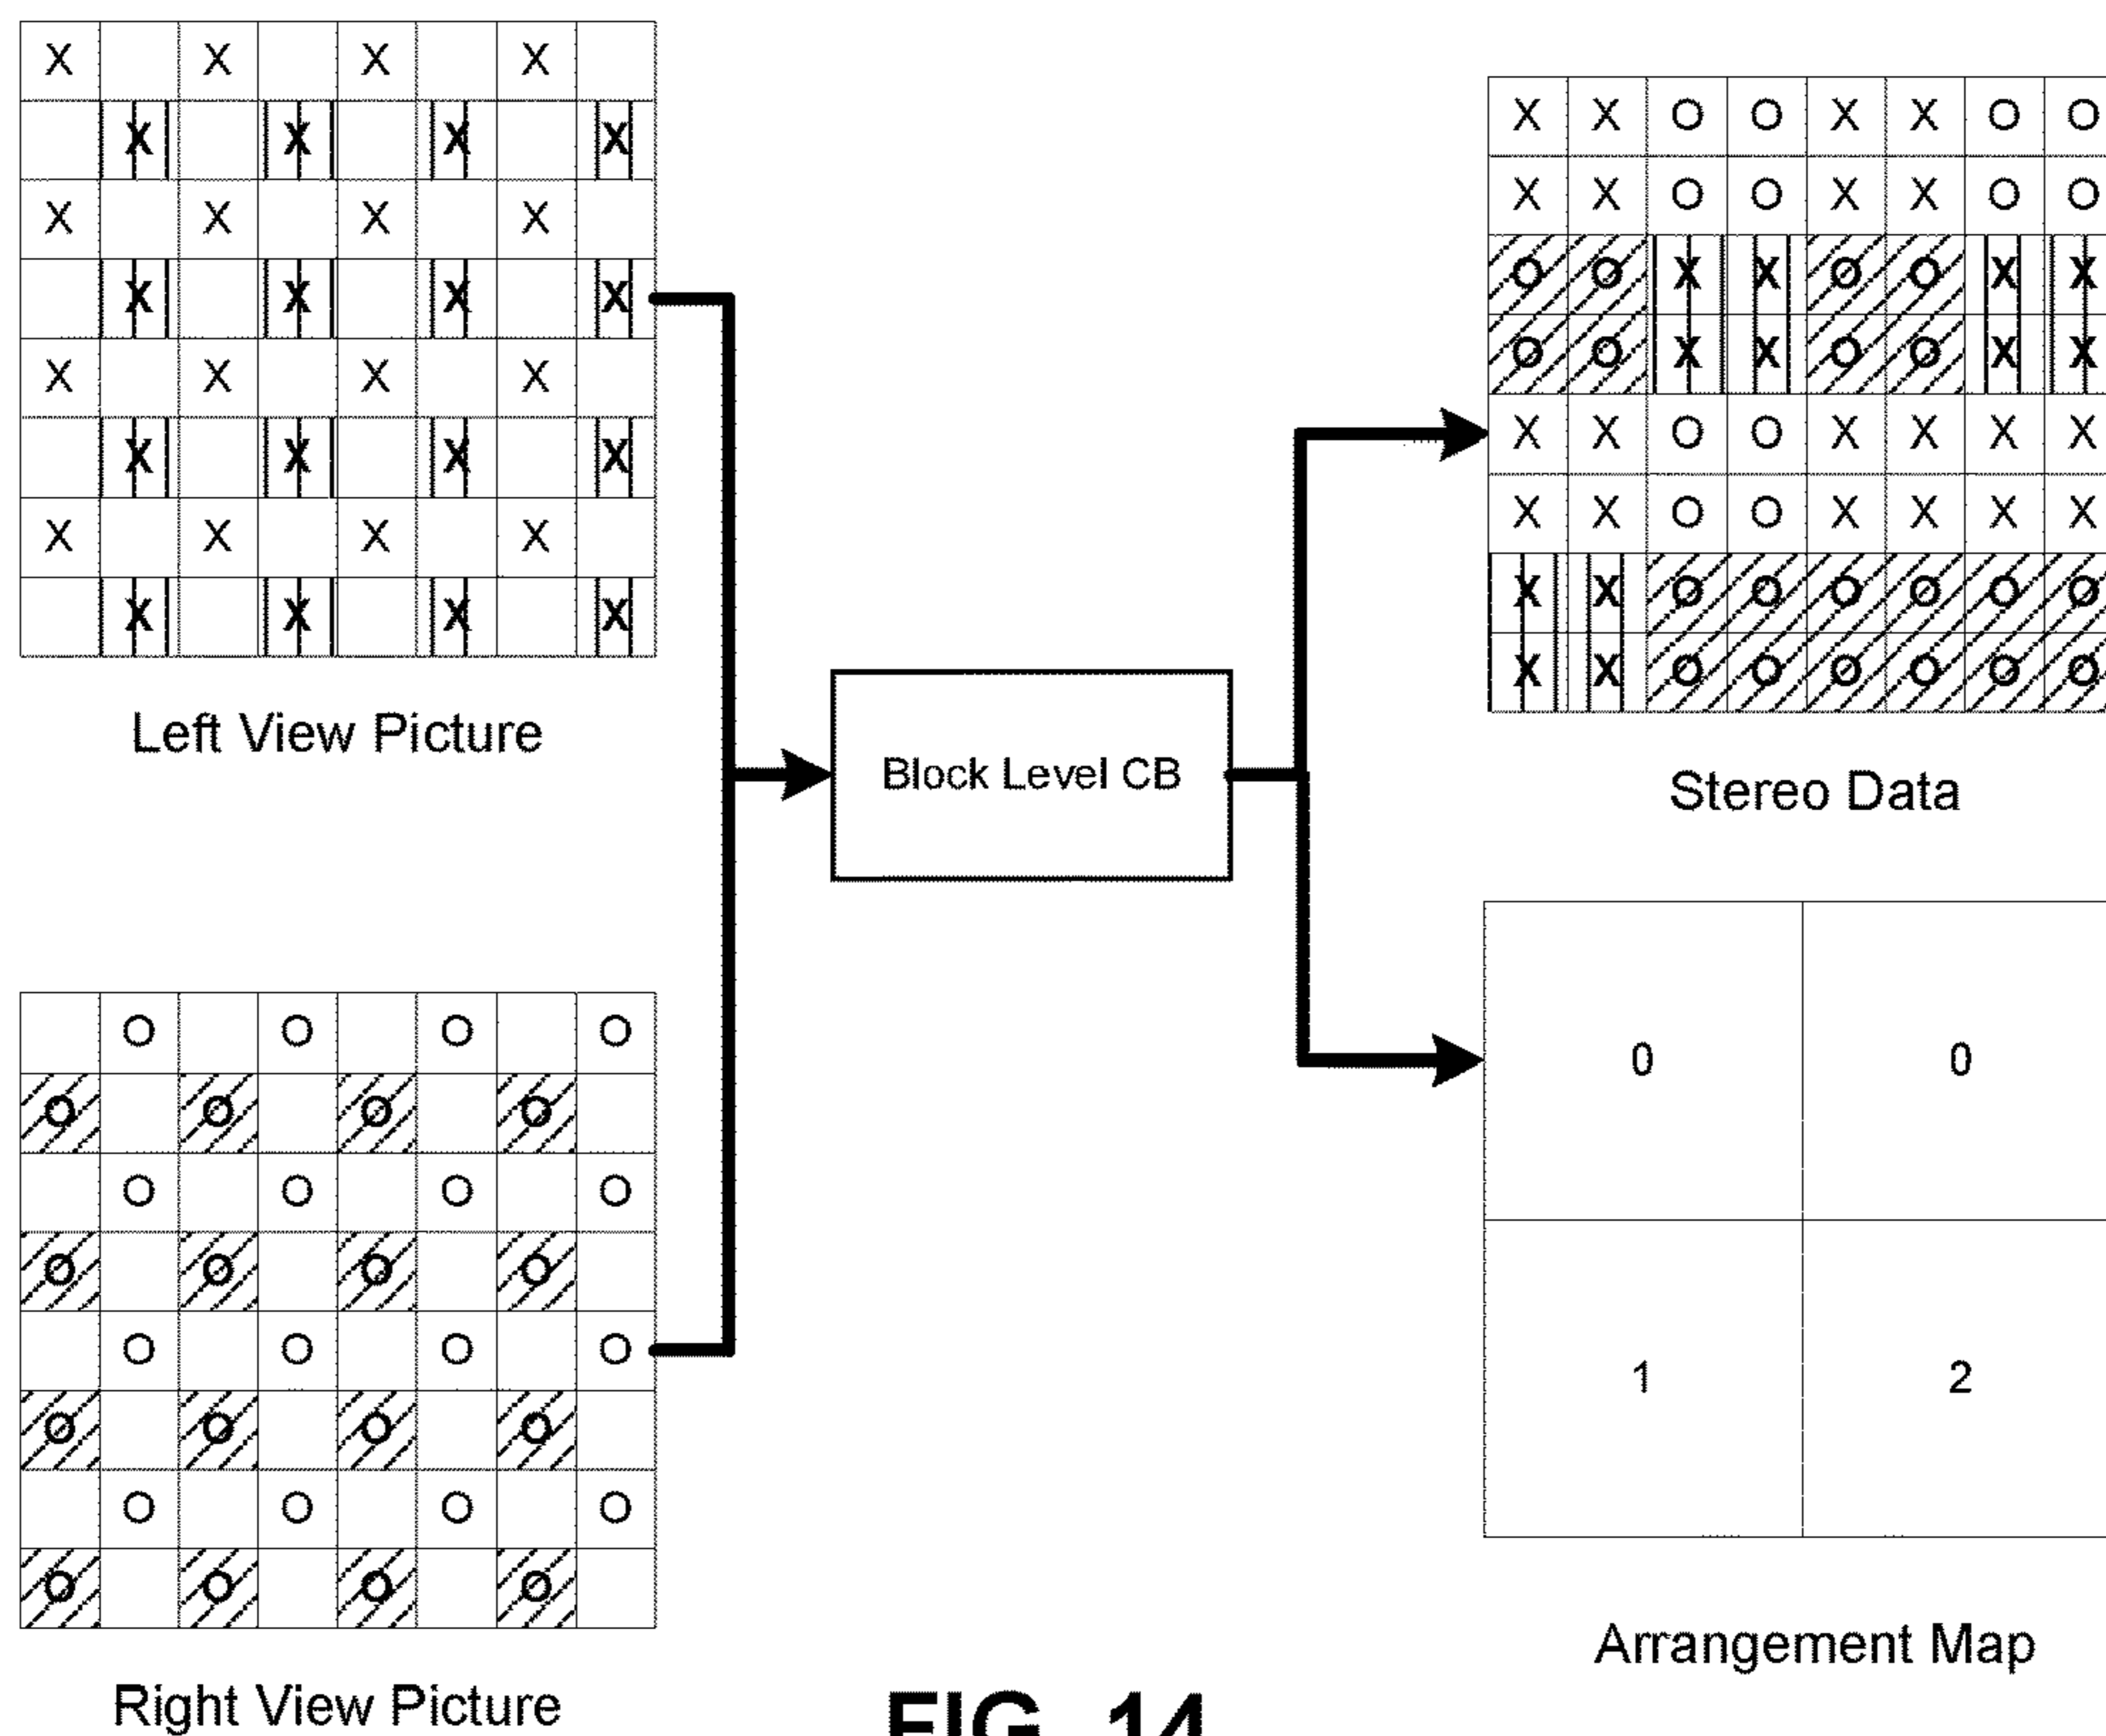 X X X X
X X X X
X X X X
X X X X
X X X X
X X X X
X X X X
X X X X
Left View Picture
O O O O
O O O O
O O O O
O O O O
O O O O
O O O O
O O O O
O O O O
Right View Picture
Block Level CB
X X O O X X O O
X X O O X X O O
O O X X O O X X
O O X X O O X X
X X O O X X X X
X X O O X X X X
X X O O O O O O
X X O O O O O O
Stereo Data
0 0
1 2
Arrangement Map
FIG. 14